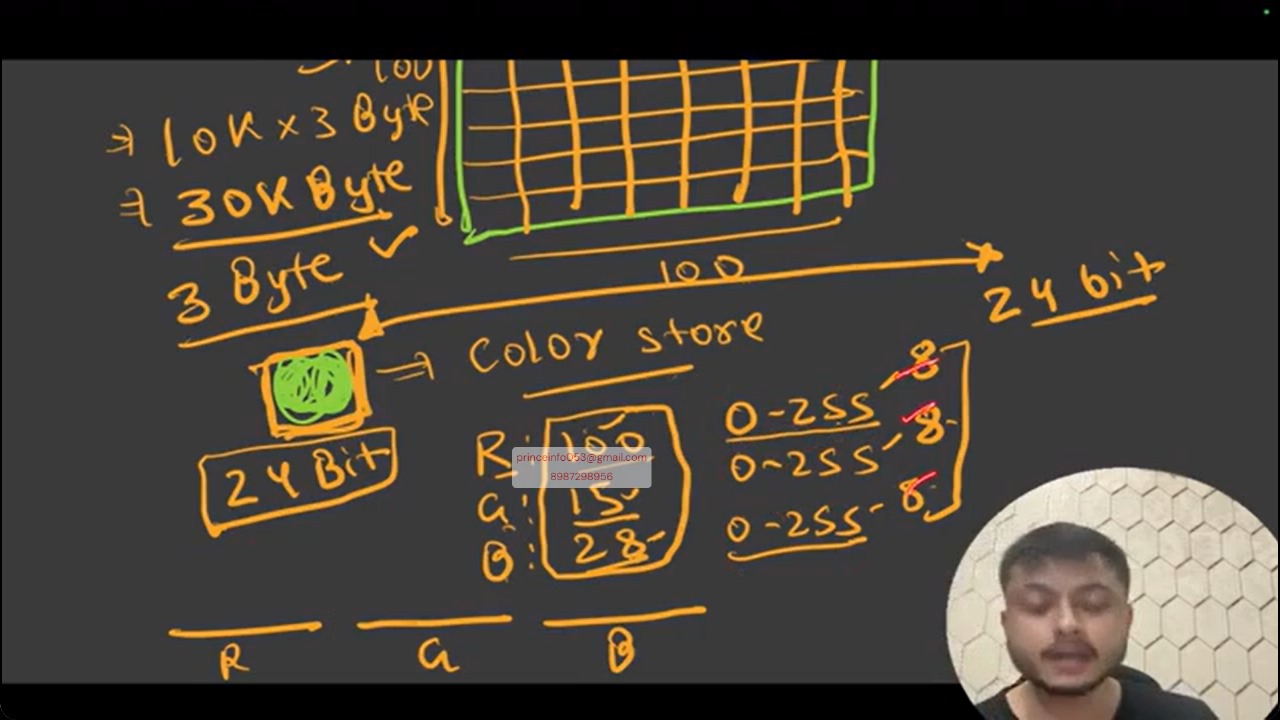 100
⇒ 10K × 3 Byte
⇒ 30K Byte
3 Byte ✓
100
24 bit
⇒ Color store
24 Bit
R: 100 0-255 8
G: 15 0-255 8
B: 28 0-255 8
princeinfo053@gmail.com
8987298956
R G B